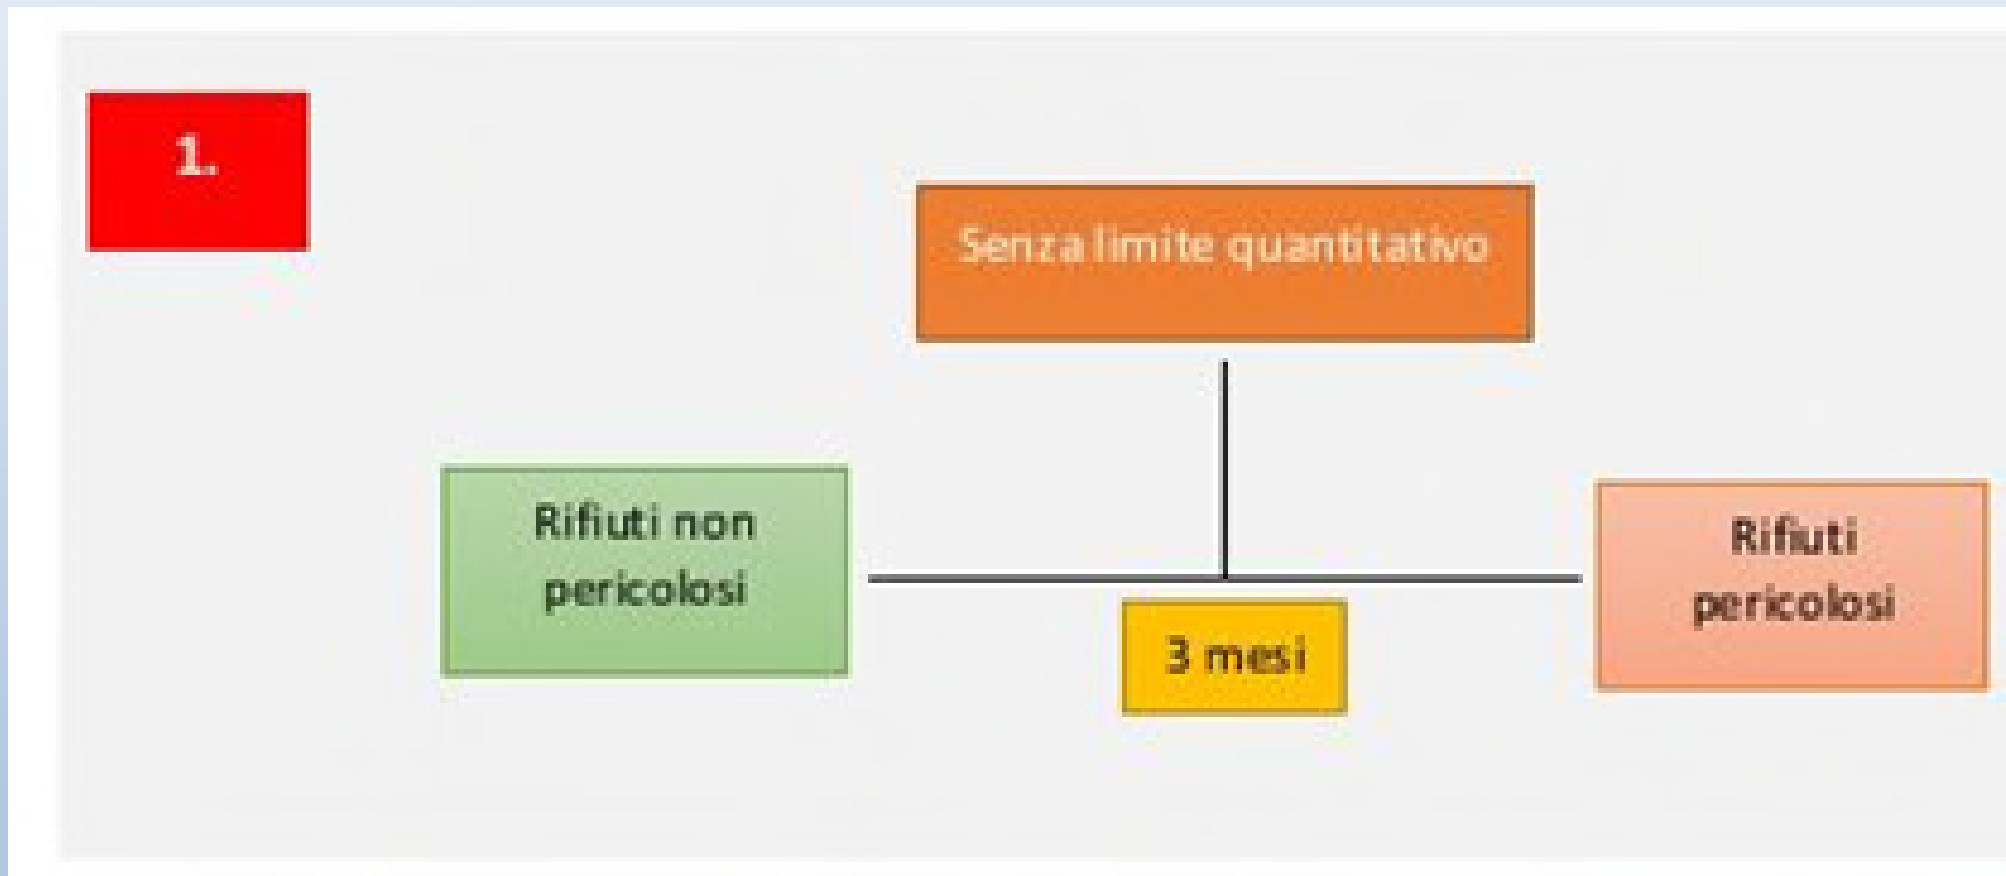 1.
Senza limite quantitativo
Rifiuti non
pericolosi
Rifiuti
pericolosi
3 mesi